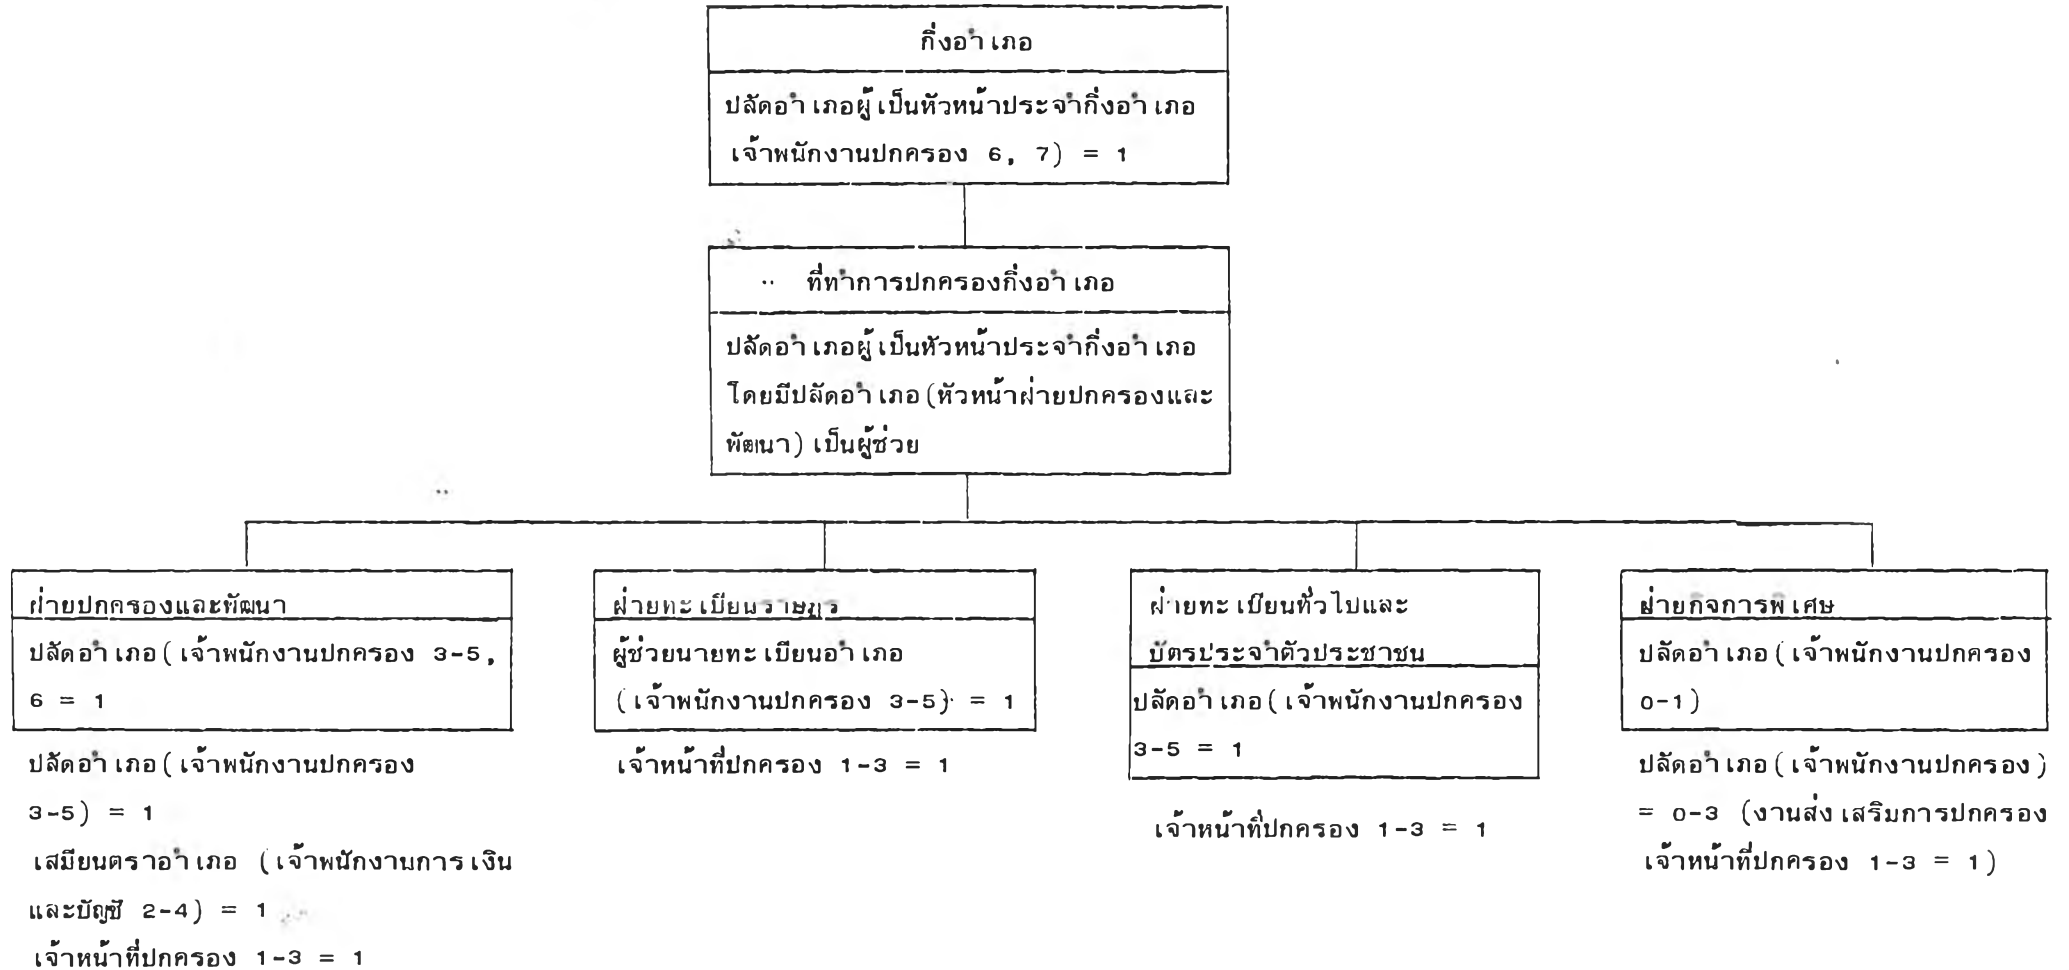 กิ่งอำเภอ
ปลัดอำเภอผู้เป็นหัวหน้าประจำกิ่งอำเภอ
เจ้าพนักงานปกครอง 6, 7) = 1
ที่ทำการปกครองกิ่งอำเภอ
ปลัดอำเภอผู้เป็นหัวหน้าประจำกิ่งอำเภอ
โดยมีปลัดอำเภอ (หัวหน้าฝ่ายปกครองและ
พัฒนา) เป็นผู้ช่วย
ฝ่ายปกครองและพัฒนา
ปลัดอำเภอ (เจ้าพนักงานปกครอง 3-5,
6 = 1
ปลัดอำเภอ (เจ้าพนักงานปกครอง
3-5) = 1
เสมียนตราอำเภอ (เจ้าพนักงานการเงิน
และบัญชี 2-4) = 1
เจ้าหน้าที่ปกครอง 1-3 = 1
ฝ่ายทะเบียนราษฎร
ผู้ช่วยนายทะเบียนอำเภอ
(เจ้าพนักงานปกครอง 3-5) = 1
เจ้าหน้าที่ปกครอง 1-3 = 1
ฝ่ายทะเบียนทั่วไปและ
บัตรประจำตัวประชาชน
ปลัดอำเภอ (เจ้าพนักงานปกครอง
3-5 = 1
เจ้าหน้าที่ปกครอง 1-3 = 1
ฝ่ายกิจการพิเศษ
ปลัดอำเภอ (เจ้าพนักงานปกครอง
0-1)
ปลัดอำเภอ (เจ้าพนักงานปกครอง)
= 0-3 (งานส่งเสริมการปกครอง
เจ้าหน้าที่ปกครอง 1-3 = 1)